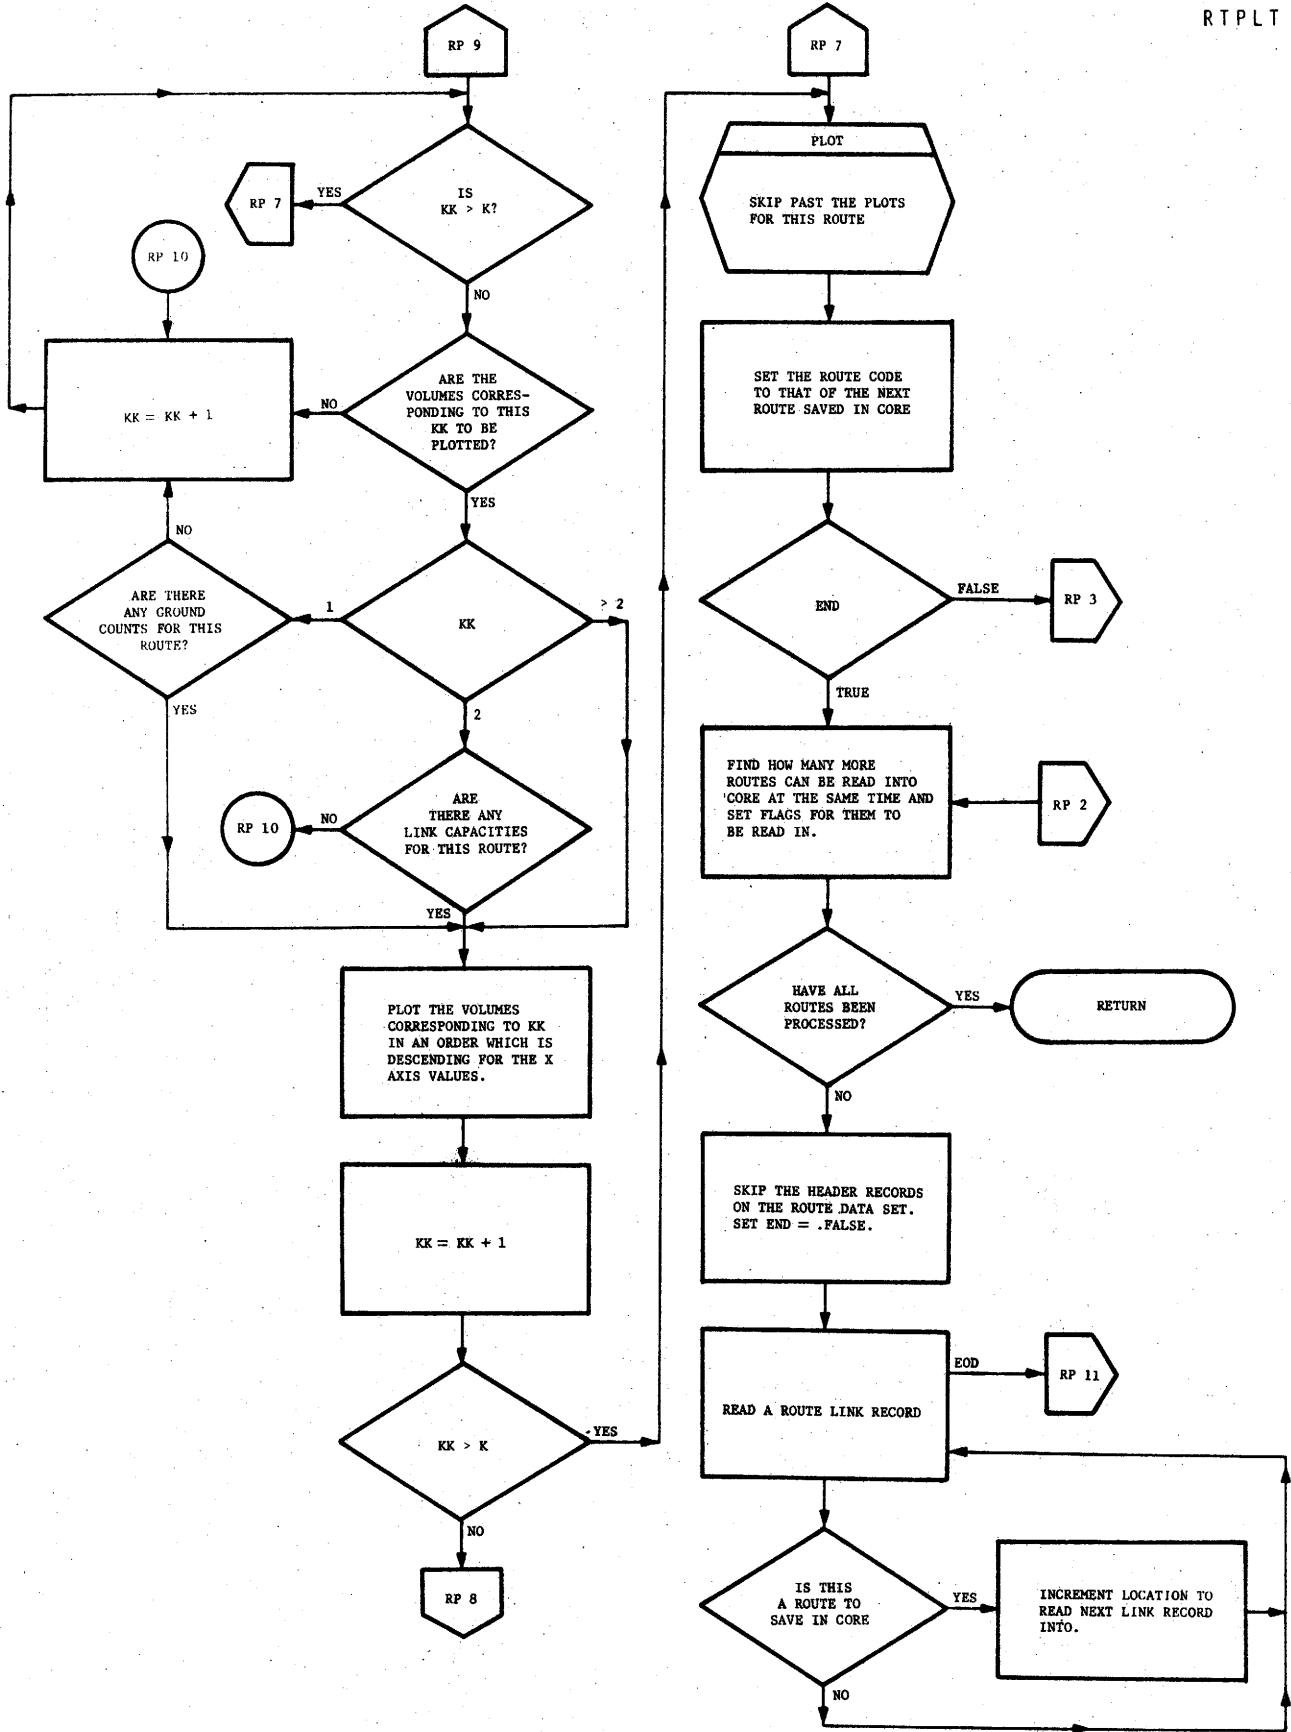 RTPLT
RP 9
IS
KK > K?
YES
RP 7
NO
RP 10
ARE THE
VOLUMES CORRES-
PONDING TO THIS
KK TO BE
PLOTTED?
NO
KK = KK + 1
YES
NO
ARE THERE
ANY GROUND
COUNTS FOR THIS
ROUTE?
1
KK
> 2
YES
2
ARE
THERE ANY
LINK CAPACITIES
FOR THIS ROUTE?
NO
RP 10
YES
PLOT THE VOLUMES
CORRESPONDING TO KK
IN AN ORDER WHICH IS
DESCENDING FOR THE X
AXIS VALUES.
KK = KK + 1
KK > K
YES
NO
RP 8
RP 7
PLOT
SKIP PAST THE PLOTS
FOR THIS ROUTE
SET THE ROUTE CODE
TO THAT OF THE NEXT
ROUTE SAVED IN CORE
END
FALSE
RP 3
TRUE
FIND HOW MANY MORE
ROUTES CAN BE READ INTO
CORE AT THE SAME TIME AND
SET FLAGS FOR THEM TO
BE READ IN.
RP 2
HAVE ALL
ROUTES BEEN
PROCESSED?
YES
RETURN
NO
SKIP THE HEADER RECORDS
ON THE ROUTE DATA SET.
SET END = .FALSE.
READ A ROUTE LINK RECORD
EOD
RP 11
IS THIS
A ROUTE TO
SAVE IN CORE
YES
INCREMENT LOCATION TO
READ NEXT LINK RECORD
INTO.
NO